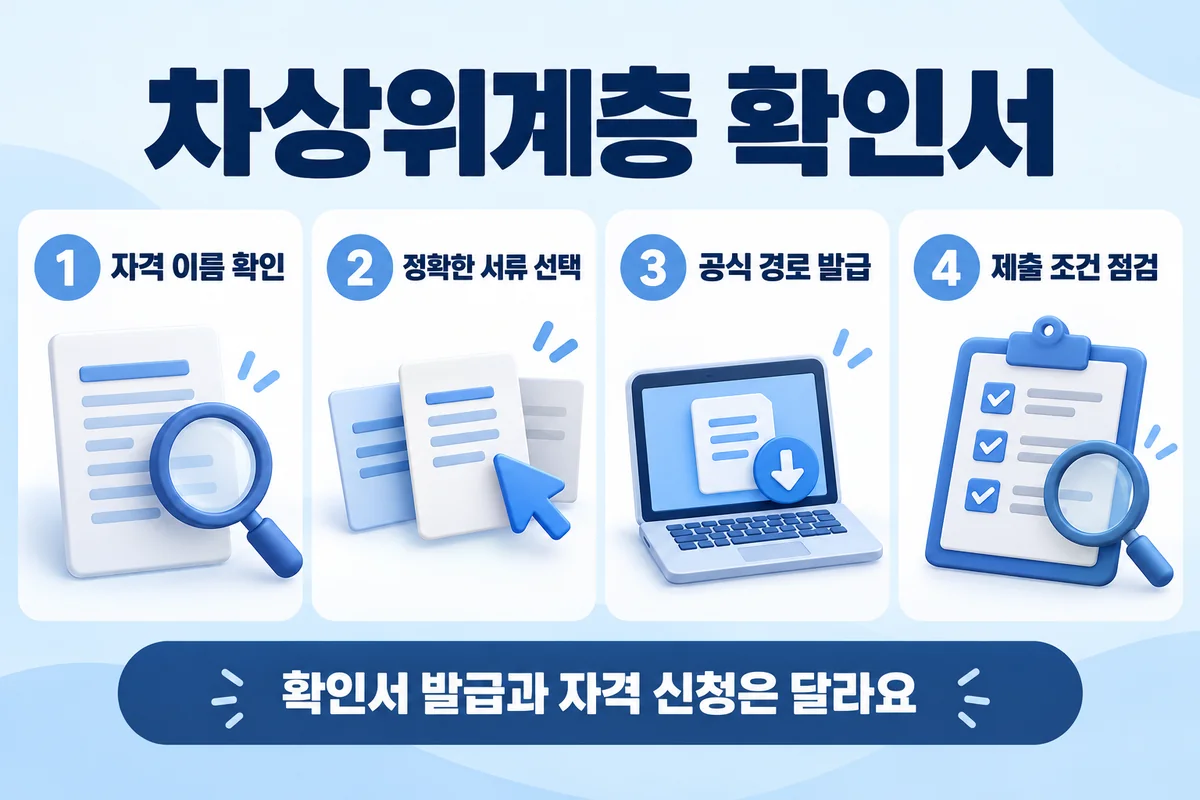 차상위계층 확인서
1 자격 이름 확인
2 정확한 서류 선택
3 공식 경로 발급
4 제출 조건 점검
확인서 발급과 자격 신청은 달라요